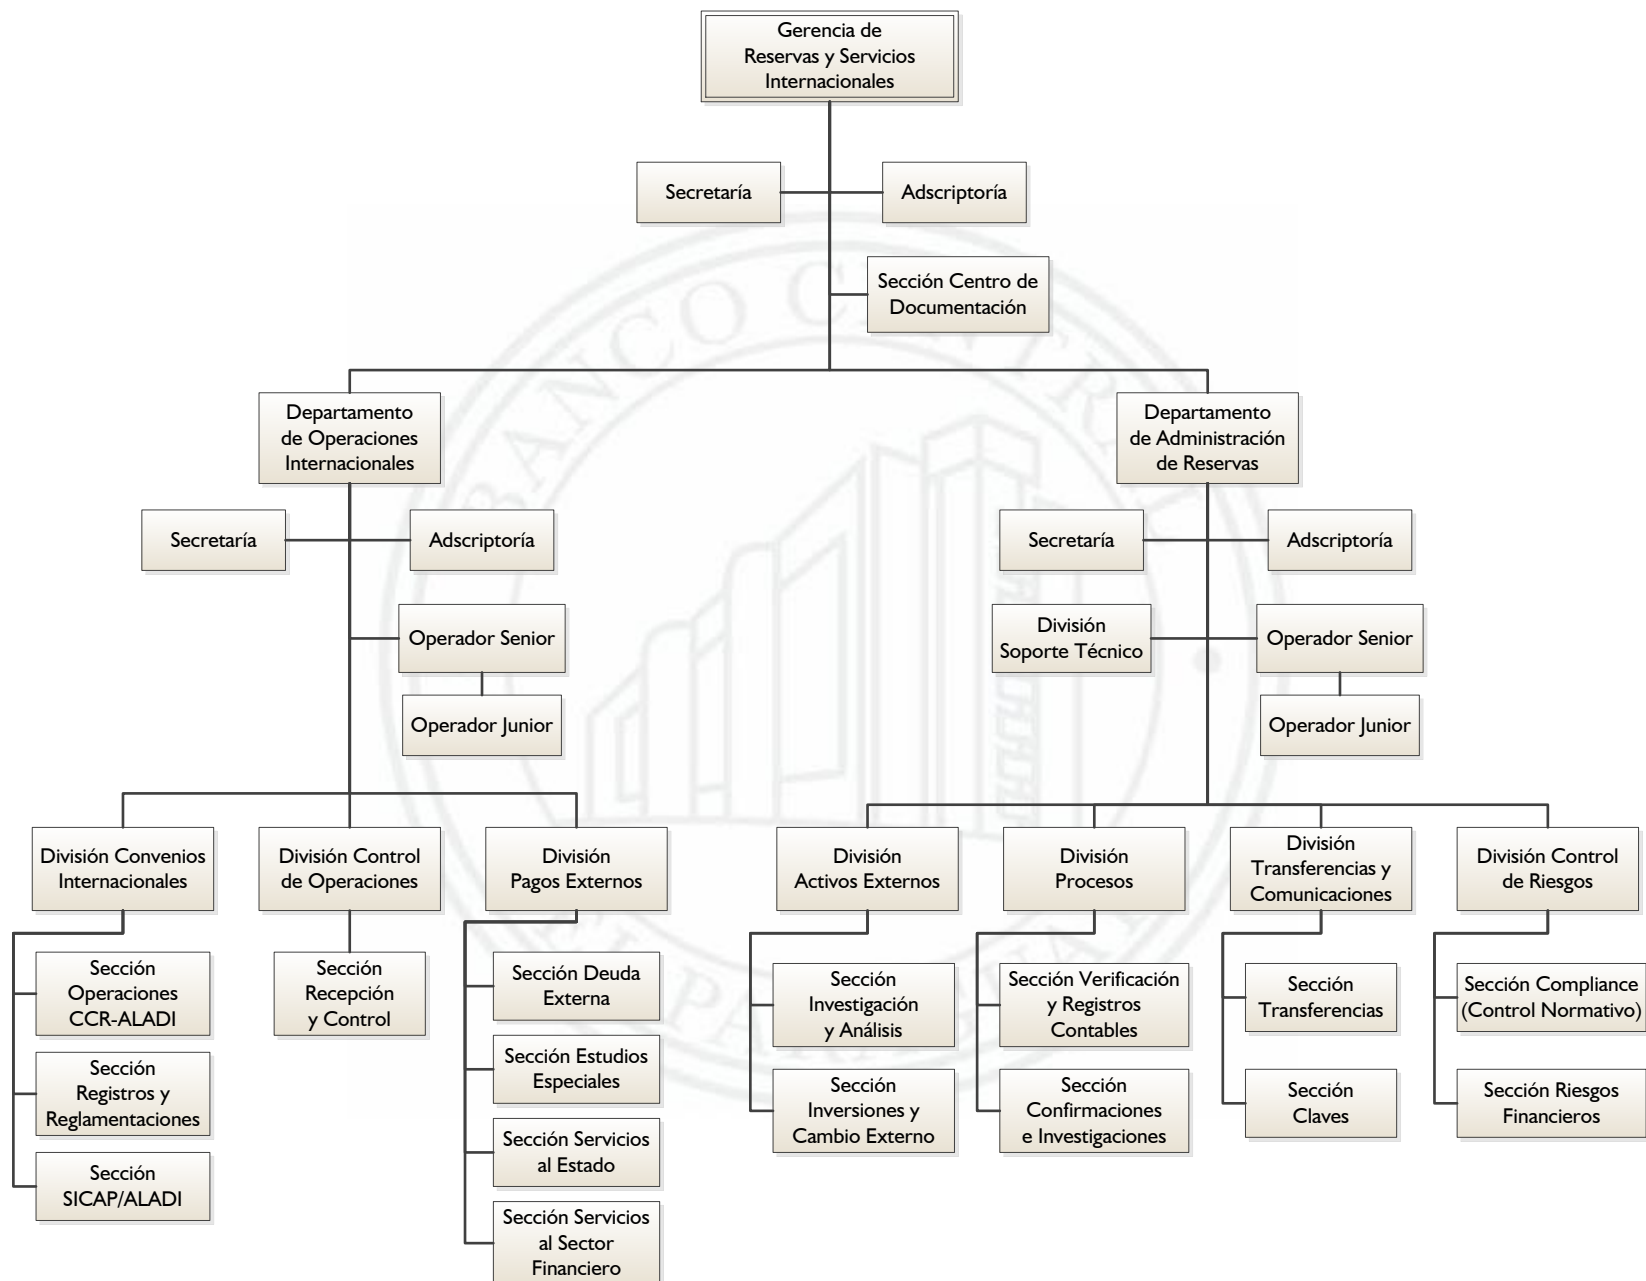 Gerencia de
Reservas y Servicios
Internacionales
Secretaría
Adscriptoría
Sección Centro de
Documentación
Departamento
de Operaciones
Internacionales
Departamento
de Administración
de Reservas
Secretaría
Adscriptoría
Secretaría
Adscriptoría
Operador Senior
División
Soporte Técnico
Operador Senior
Operador Junior
Operador Junior
División Convenios
Internacionales
División Control
de Operaciones
División
Pagos Externos
División
Activos Externos
División
Procesos
División
Transferencias y
Comunicaciones
División Control
de Riesgos
Sección
Operaciones
CCR-ALADI
Sección
Registros y
Reglamentaciones
Sección
SICAP/ALADI
Sección
Recepción
y Control
Sección Deuda
Externa
Sección Estudios
Especiales
Sección Servicios
al Estado
Sección Servicios
al Sector
Financiero
Sección
Investigación
y Análisis
Sección
Inversiones y
Cambio Externo
Sección Verificación
y Registros
Contables
Sección
Confirmaciones
e Investigaciones
Sección
Transferencias
Sección
Claves
Sección Compliance
(Control Normativo)
Sección Riesgos
Financieros
BANCO CENTRAL